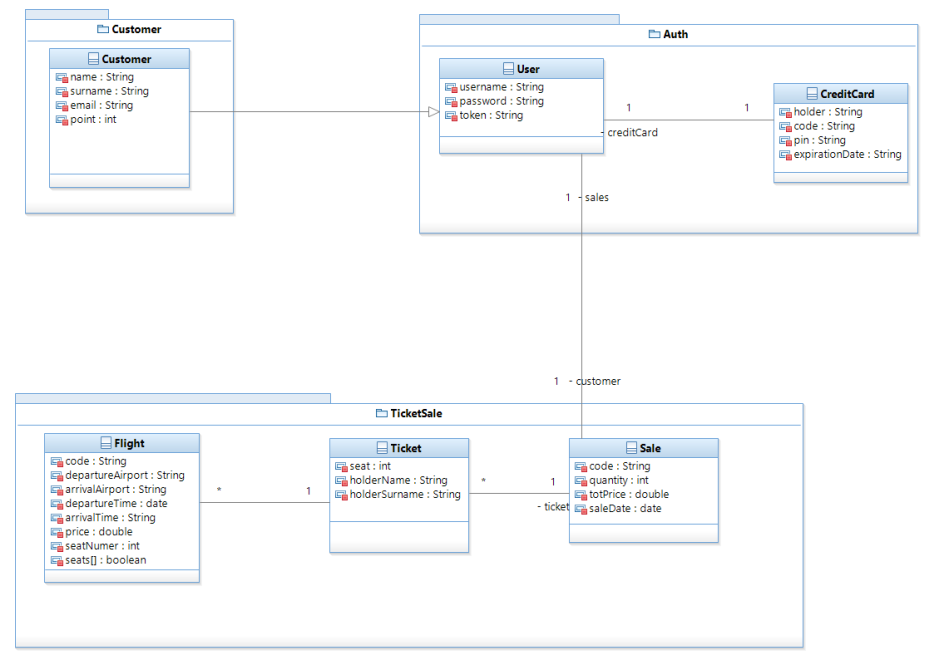 Customer
Customer
name : String
surname : String
email : String
point : int
Auth
User
username : String
password : String
token : String
1
1
- creditCard
CreditCard
holder : String
code : String
pin : String
expirationDate : String
1 - sales
1 - customer
TicketSale
Flight
code : String
departureAirport : String
arrivalAirport : String
departureTime : date
arrivalTime : String
price : double
seatNumer : int
seats[] : boolean
*
1
Ticket
seat : int
holderName : String
holderSurname : String
*
1
- ticket
Sale
code : String
quantity : int
totPrice : double
saleDate : date